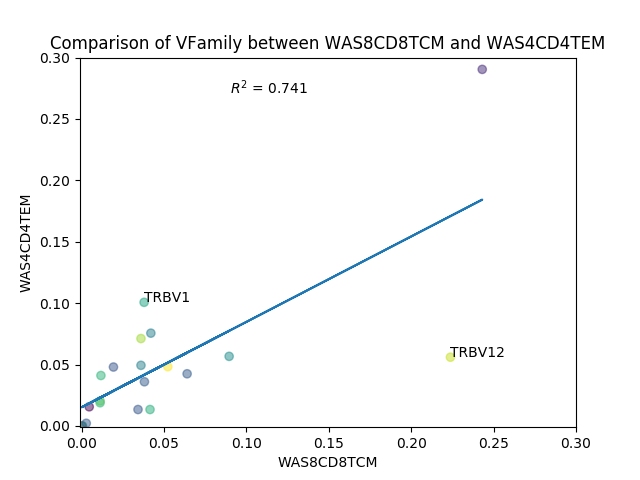 Comparison of VFamily between WAS8CD8TCM and WAS4CD4TEM
0.30
R² = 0.741
0.25
0.20
WAS4CD4TEM
0.15
0.10
TRBV1
TRBV12
0.05
0.00
0.00 0.05 0.10 0.15 0.20 0.25 0.30
WAS8CD8TCM